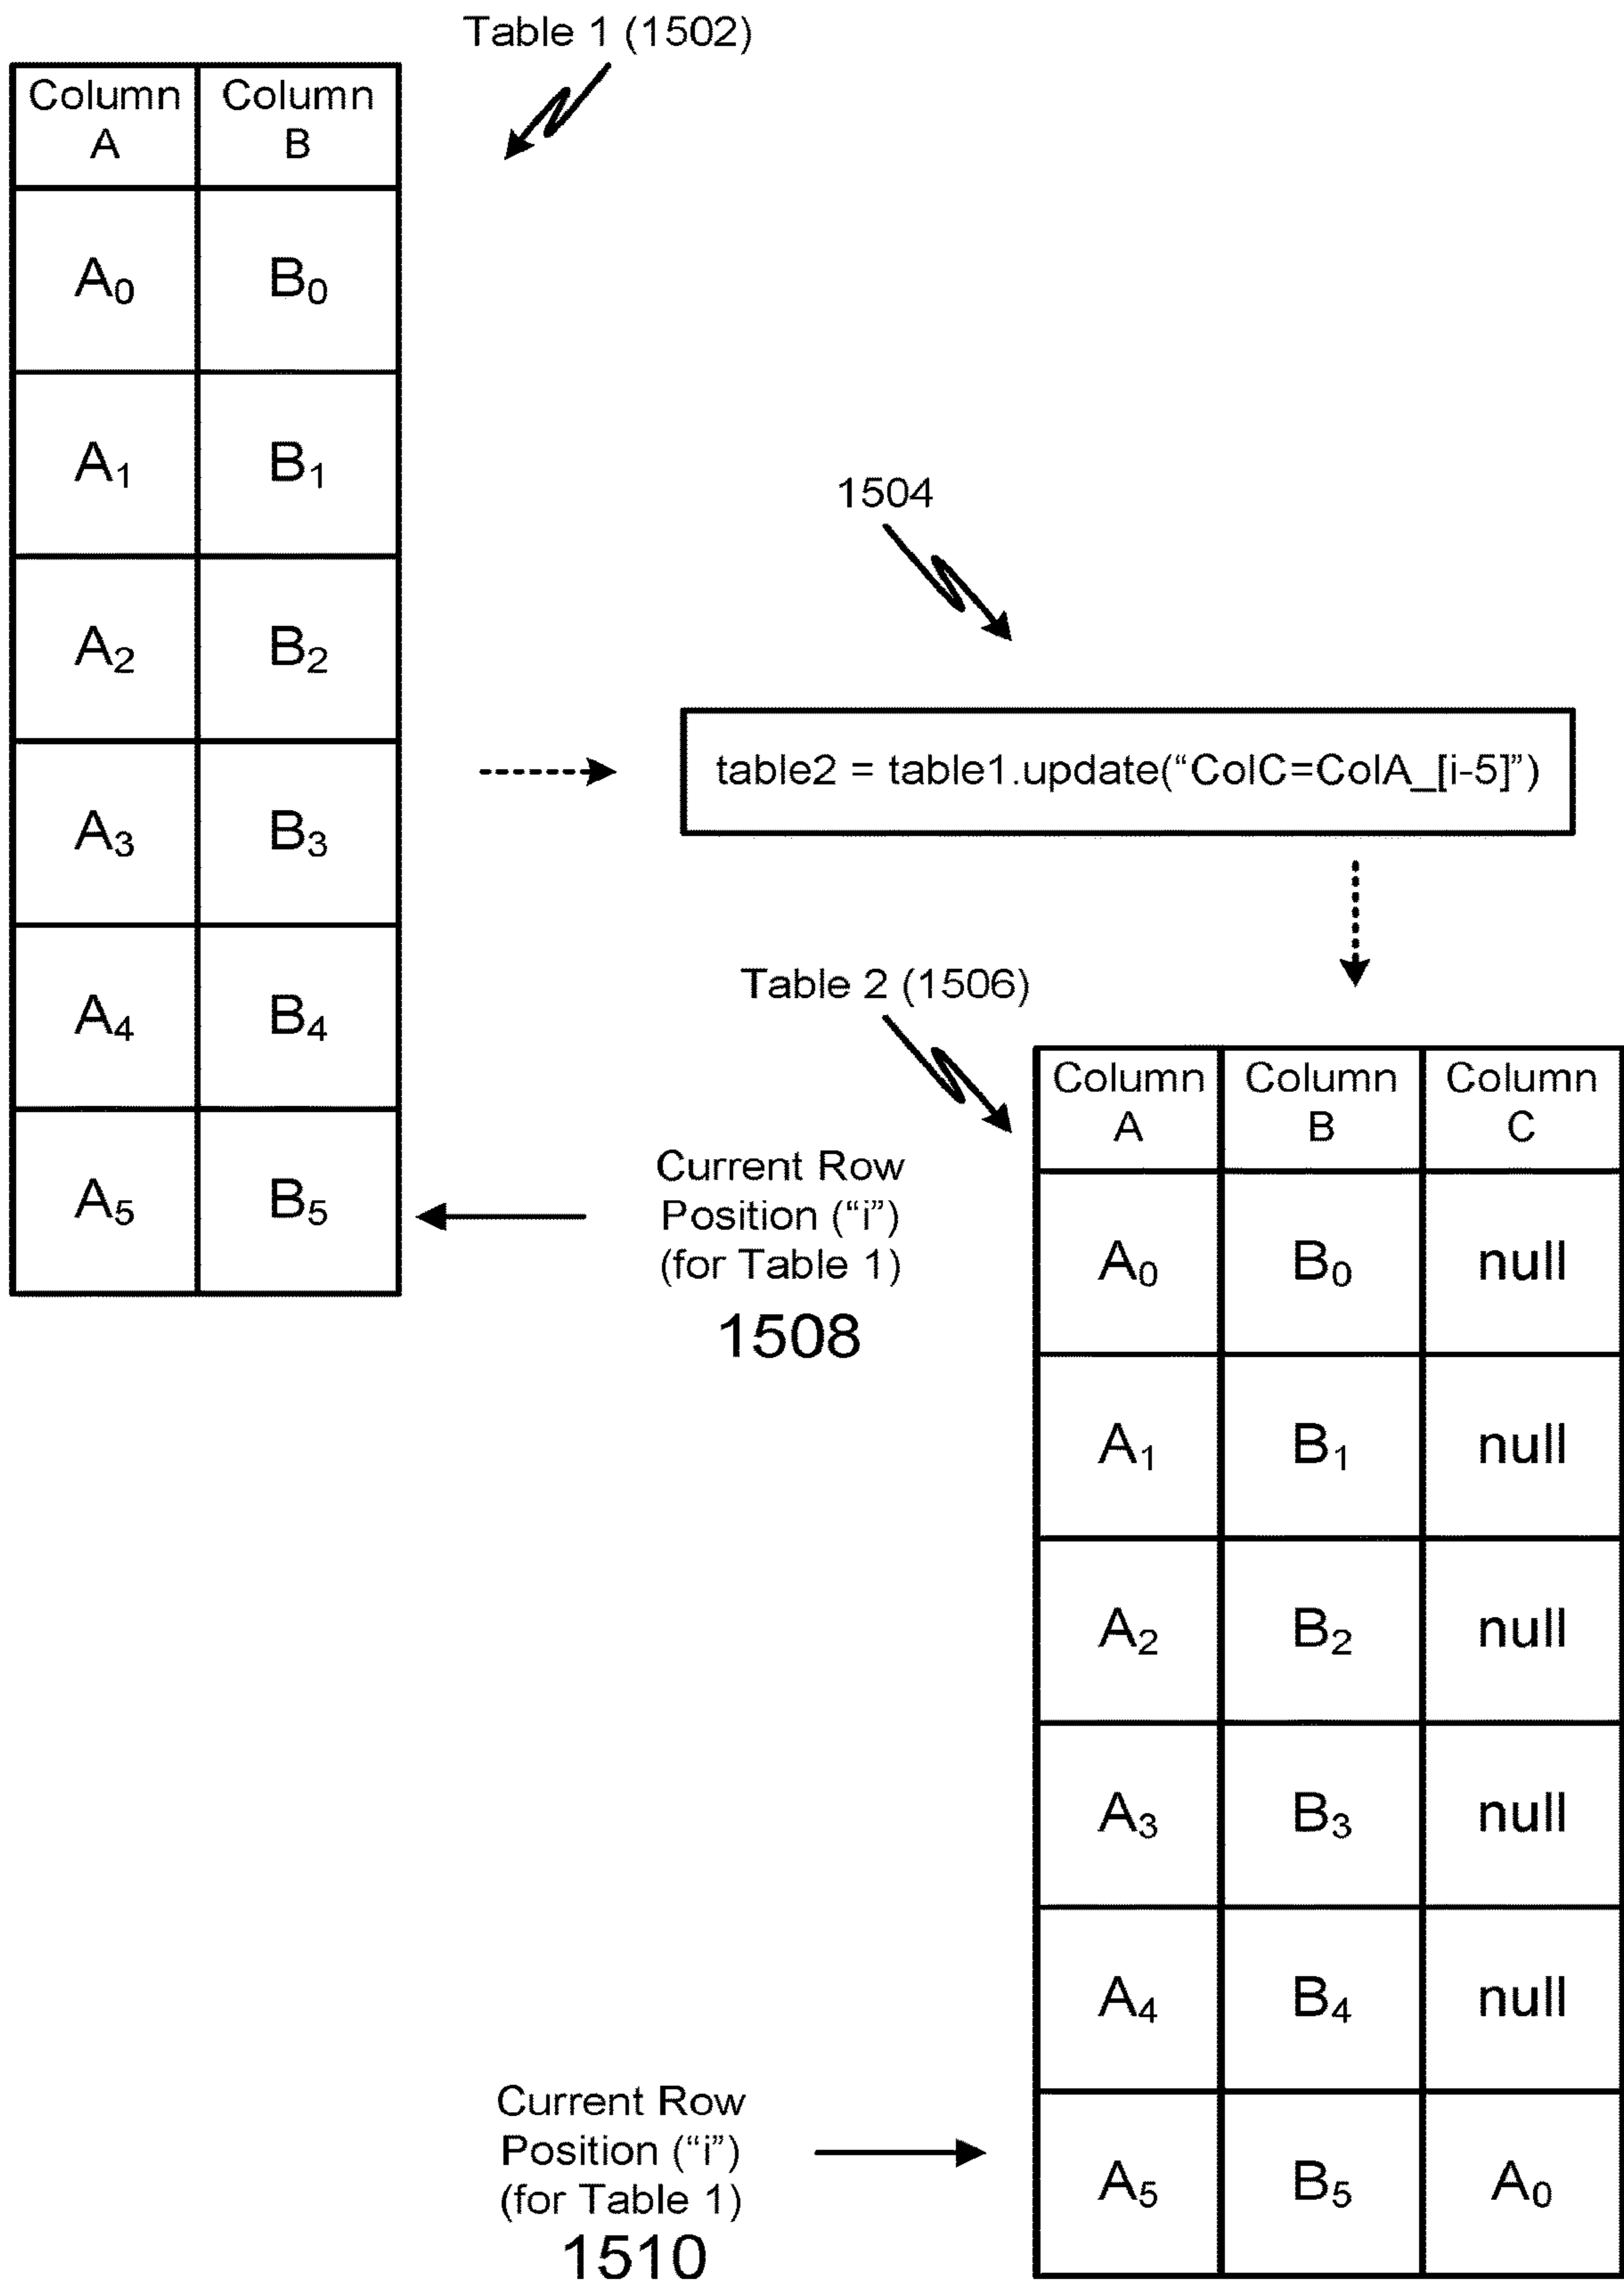 Table 1 (1502)
Column
A
Column
B
A₀ B₀
A₁ B₁
A₂ B₂
A₃ B₃
A₄ B₄
A₅ B₅
1504
table2 = table1.update(“ColC=ColA_[i-5]”)
Current Row
Position (“i”)
(for Table 1)
1508
Table 2 (1506)
Column
A
Column
B
Column
C
A₀ B₀ null
A₁ B₁ null
A₂ B₂ null
A₃ B₃ null
A₄ B₄ null
A₅ B₅ A₀
Current Row
Position (“i”)
(for Table 1)
1510